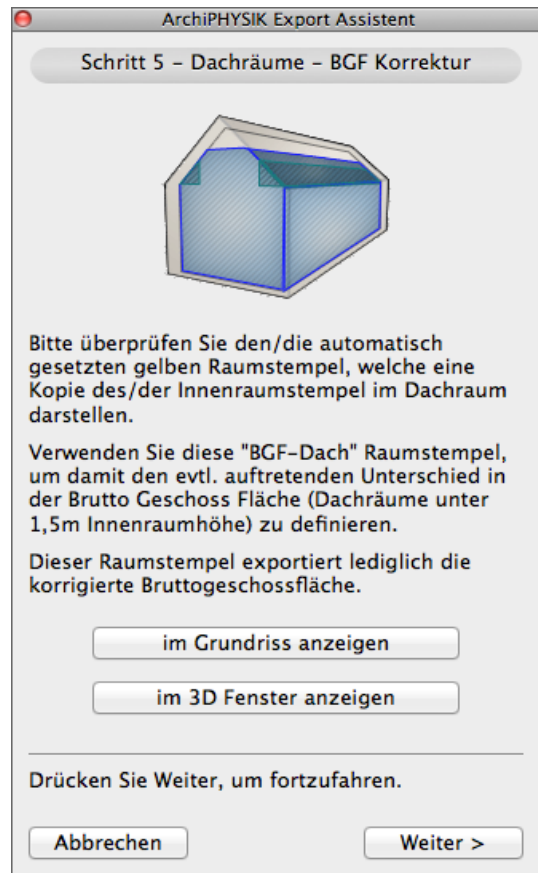 ArchiPHYSIK Export Assistent
Schritt 5 – Dachräume – BGF Korrektur
Bitte überprüfen Sie den/die automatisch
gesetzten gelben Raumstempel, welche eine
Kopie des/der Innenraumstempel im Dachraum
darstellen.
Verwenden Sie diese "BGF-Dach" Raumstempel,
um damit den evtl. auftretenden Unterschied in
der Brutto Geschoss Fläche (Dachräume unter
1,5m Innenraumhöhe) zu definieren.
Dieser Raumstempel exportiert lediglich die
korrigierte Bruttogeschossfläche.
im Grundriss anzeigen
im 3D Fenster anzeigen
Drücken Sie Weiter, um fortzufahren.
Abbrechen
Weiter >